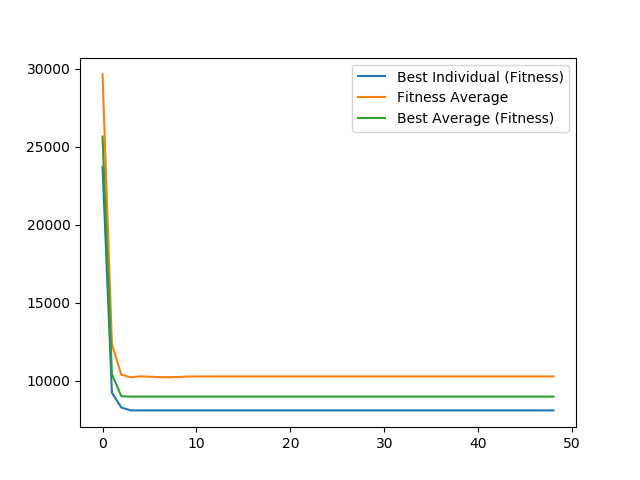 30000
25000
20000
15000
10000
Best Individual (Fitness)
Fitness Average
Best Average (Fitness)
0 10 20 30 40 50